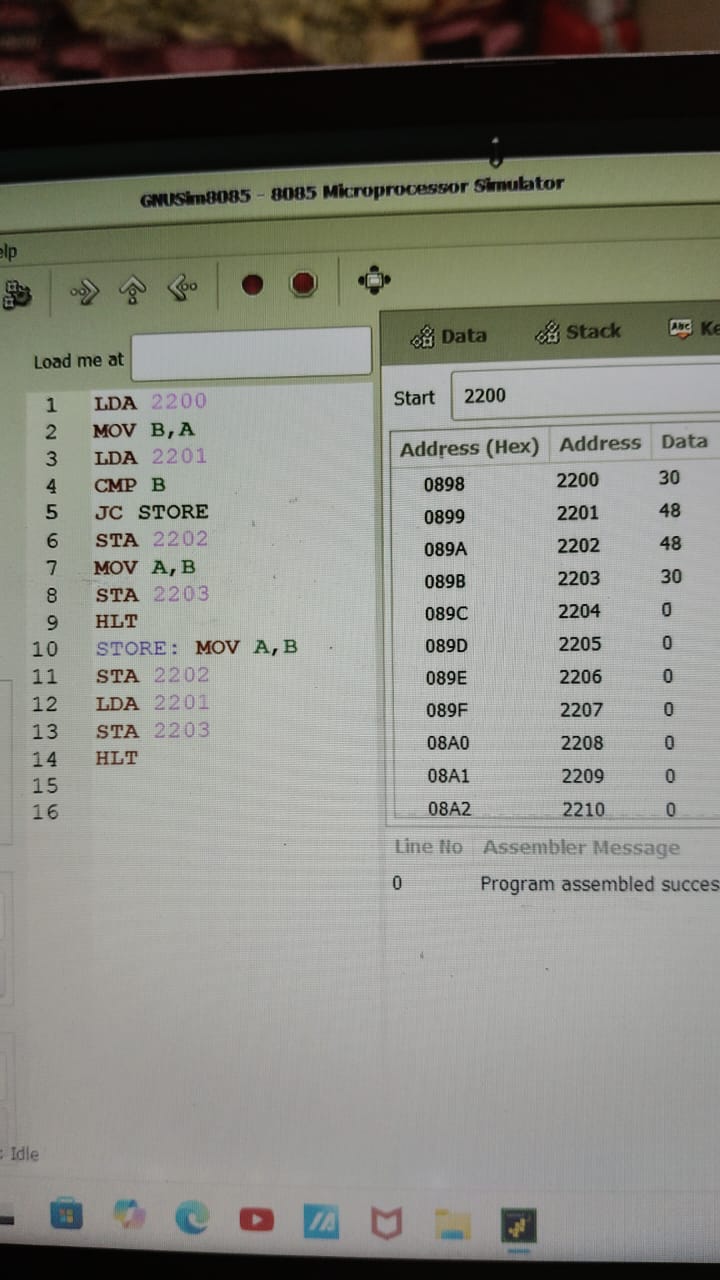 GNUSim8085 - 8085 Microprocessor Simulator
elp
Load me at
1 LDA 2200
2 MOV B,A
3 LDA 2201
4 CMP B
5 JC STORE
6 STA 2202
7 MOV A,B
8 STA 2203
9 HLT
10 STORE: MOV A,B
11 STA 2202
12 LDA 2201
13 STA 2203
14 HLT
15
16
Data Stack Abc Ke
Start 2200
Address (Hex) Address Data
0898 2200 30
0899 2201 48
089A 2202 48
089B 2203 30
089C 2204 0
089D 2205 0
089E 2206 0
089F 2207 0
08A0 2208 0
08A1 2209 0
08A2 2210 0
Line No Assembler Message
0 Program assembled succes
: Idle